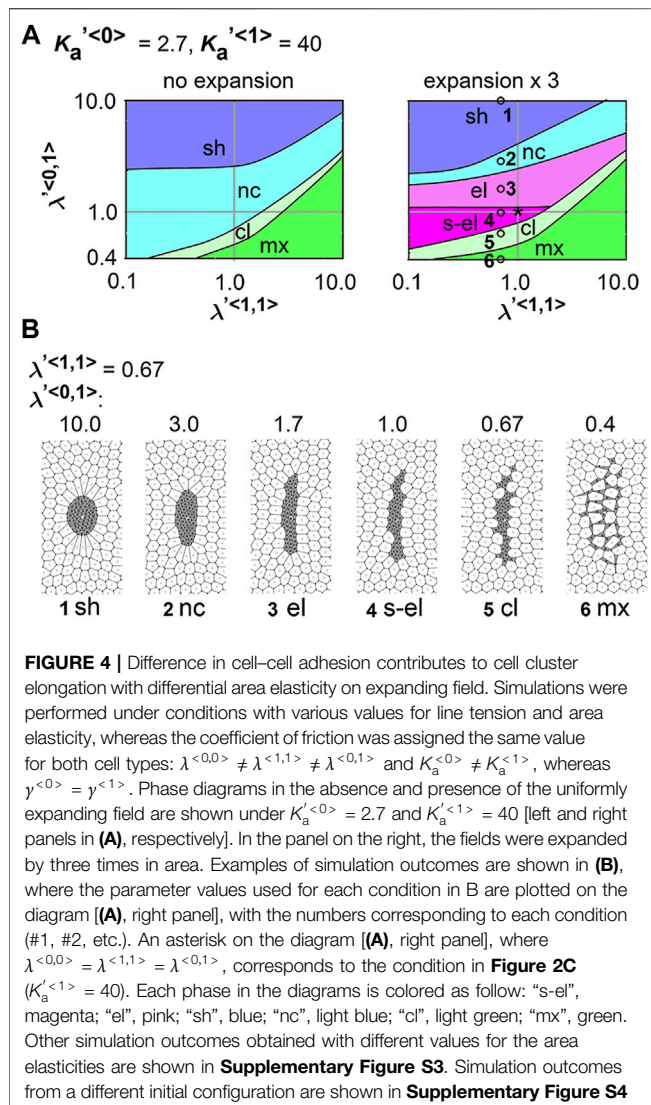 A K'a<0> = 2.7, K'a<1> = 40
no expansion expansion x 3
10.0
1.0
0.4
λ'<0,1>
sh
nc
cl
mx
0.1 1.0 10.0
λ'<1,1>
sh 1
2 nc
el 3
s-el 4 *
5 cl
6 mx
0.1 1.0 10.0
λ'<1,1>
B
λ'<1,1> = 0.67
λ'<0,1>:
10.0 3.0 1.7 1.0 0.67 0.4
1 sh 2 nc 3 el 4 s-el 5 cl 6 mx
FIGURE 4 | Difference in cell–cell adhesion contributes to cell cluster
elongation with differential area elasticity on expanding field. Simulations were
performed under conditions with various values for line tension and area
elasticity, whereas the coefficient of friction was assigned the same value
for both cell types: λ<0,0> ≠ λ<1,1> ≠ λ<0,1> and Ka<0> ≠ Ka<1>, whereas
γ<0> = γ<1>. Phase diagrams in the absence and presence of the uniformly
expanding field are shown under K'a<0> = 2.7 and K'a<1> = 40 [left and right
panels in (A), respectively]. In the panel on the right, the fields were expanded
by three times in area. Examples of simulation outcomes are shown in (B),
where the parameter values used for each condition in B are plotted on the
diagram [(A), right panel], with the numbers corresponding to each condition
(#1, #2, etc.). An asterisk on the diagram [(A), right panel], where
λ<0,0> = λ<1,1> = λ<0,1>, corresponds to the condition in Figure 2C
(K'a<1> = 40). Each phase in the diagrams is colored as follow: “s-el”,
magenta; “el”, pink; “sh”, blue; “nc”, light blue; “cl”, light green; “mx”, green.
Other simulation outcomes obtained with different values for the area
elasticities are shown in Supplementary Figure S3. Simulation outcomes
from a different initial configuration are shown in Supplementary Figure S4